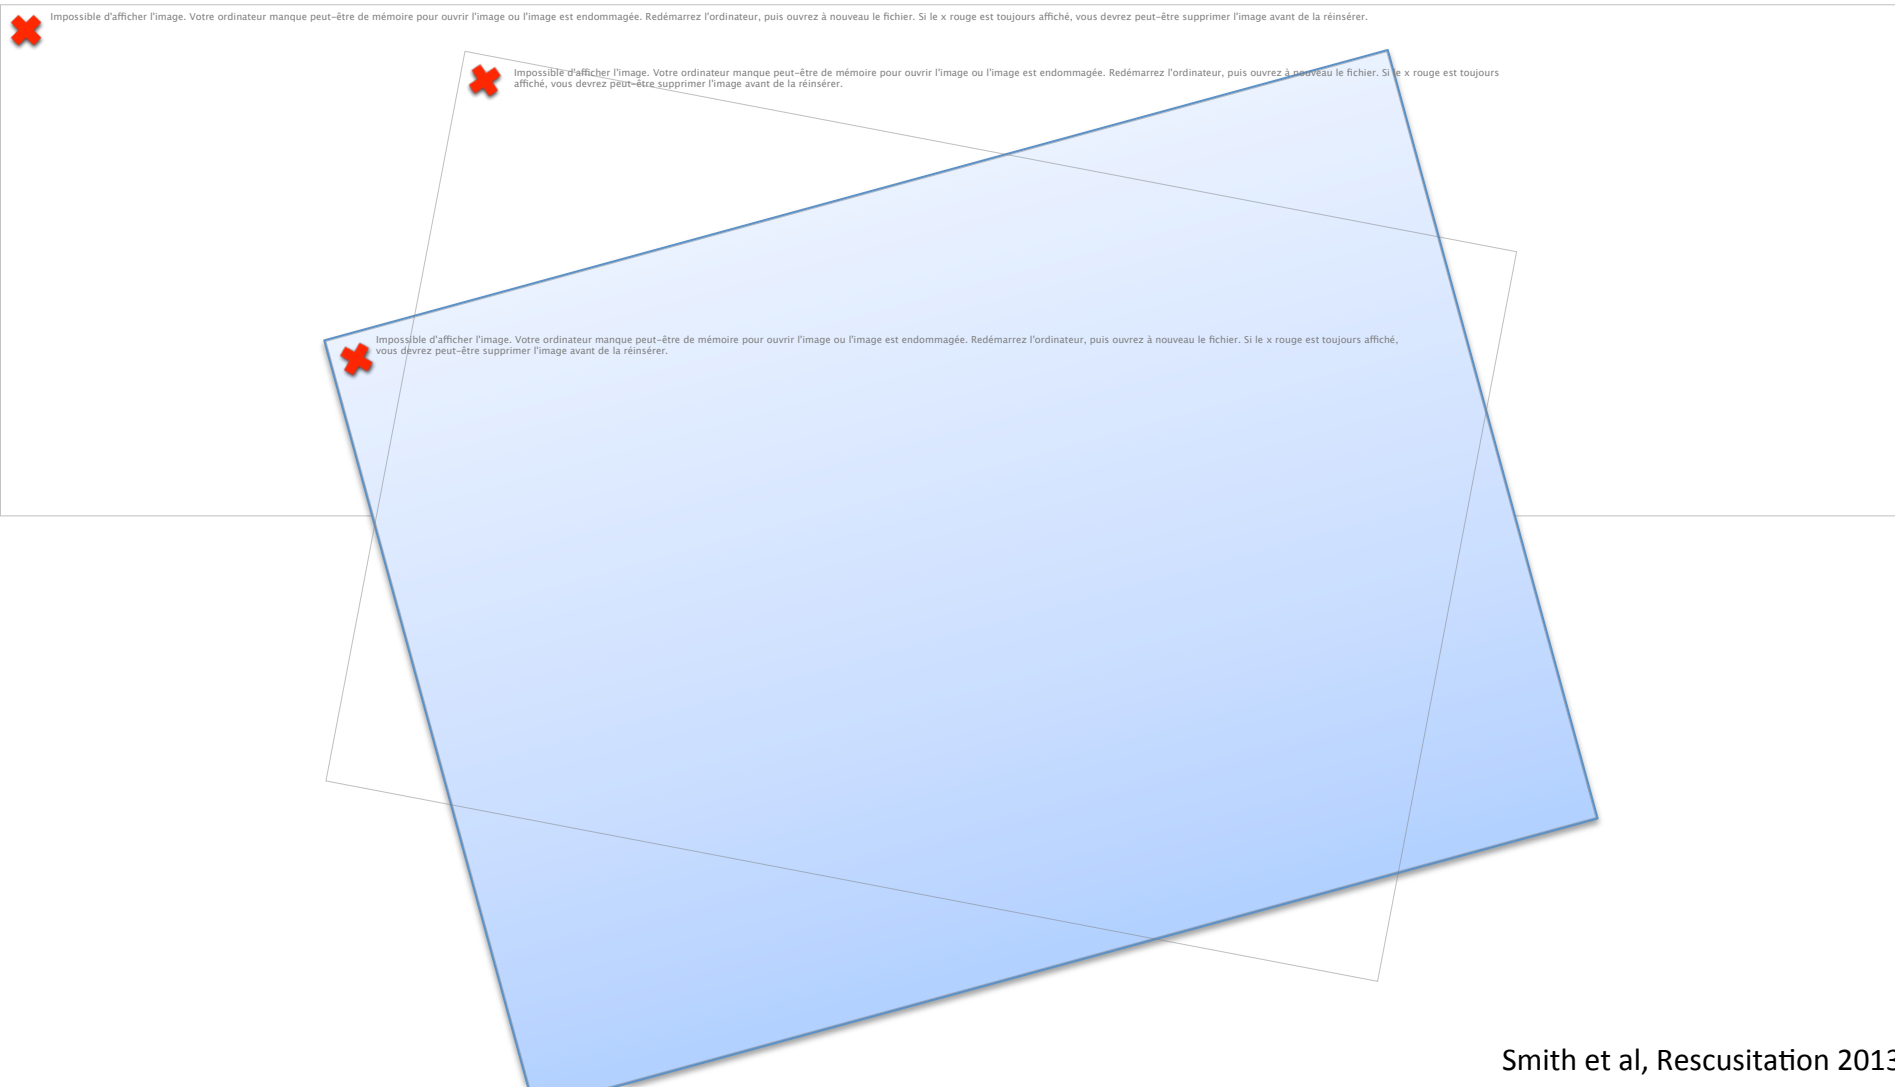 Impossible d'afficher l'image. Votre ordinateur manque peut-être de mémoire pour ouvrir l'image ou l'image est endommagée. Redémarrez l'ordinateur, puis ouvrez à nouveau le fichier. Si le x rouge est toujours affiché, vous devrez peut-être supprimer l'image avant de la réinsérer.
Impossible d'afficher l'image. Votre ordinateur manque peut-être de mémoire pour ouvrir l'image ou l'image est endommagée. Redémarrez l'ordinateur, puis ouvrez à nouveau le fichier. Si le x rouge est toujours
affiché, vous devrez peut-être supprimer l'image avant de la réinsérer.
Impossible d'afficher l'image. Votre ordinateur manque peut-être de mémoire pour ouvrir l'image ou l'image est endommagée. Redémarrez l'ordinateur, puis ouvrez à nouveau le fichier. Si le x rouge est toujours affiché,
vous devrez peut-être supprimer l'image avant de la réinsérer.
Smith et al, Rescusitation 2013